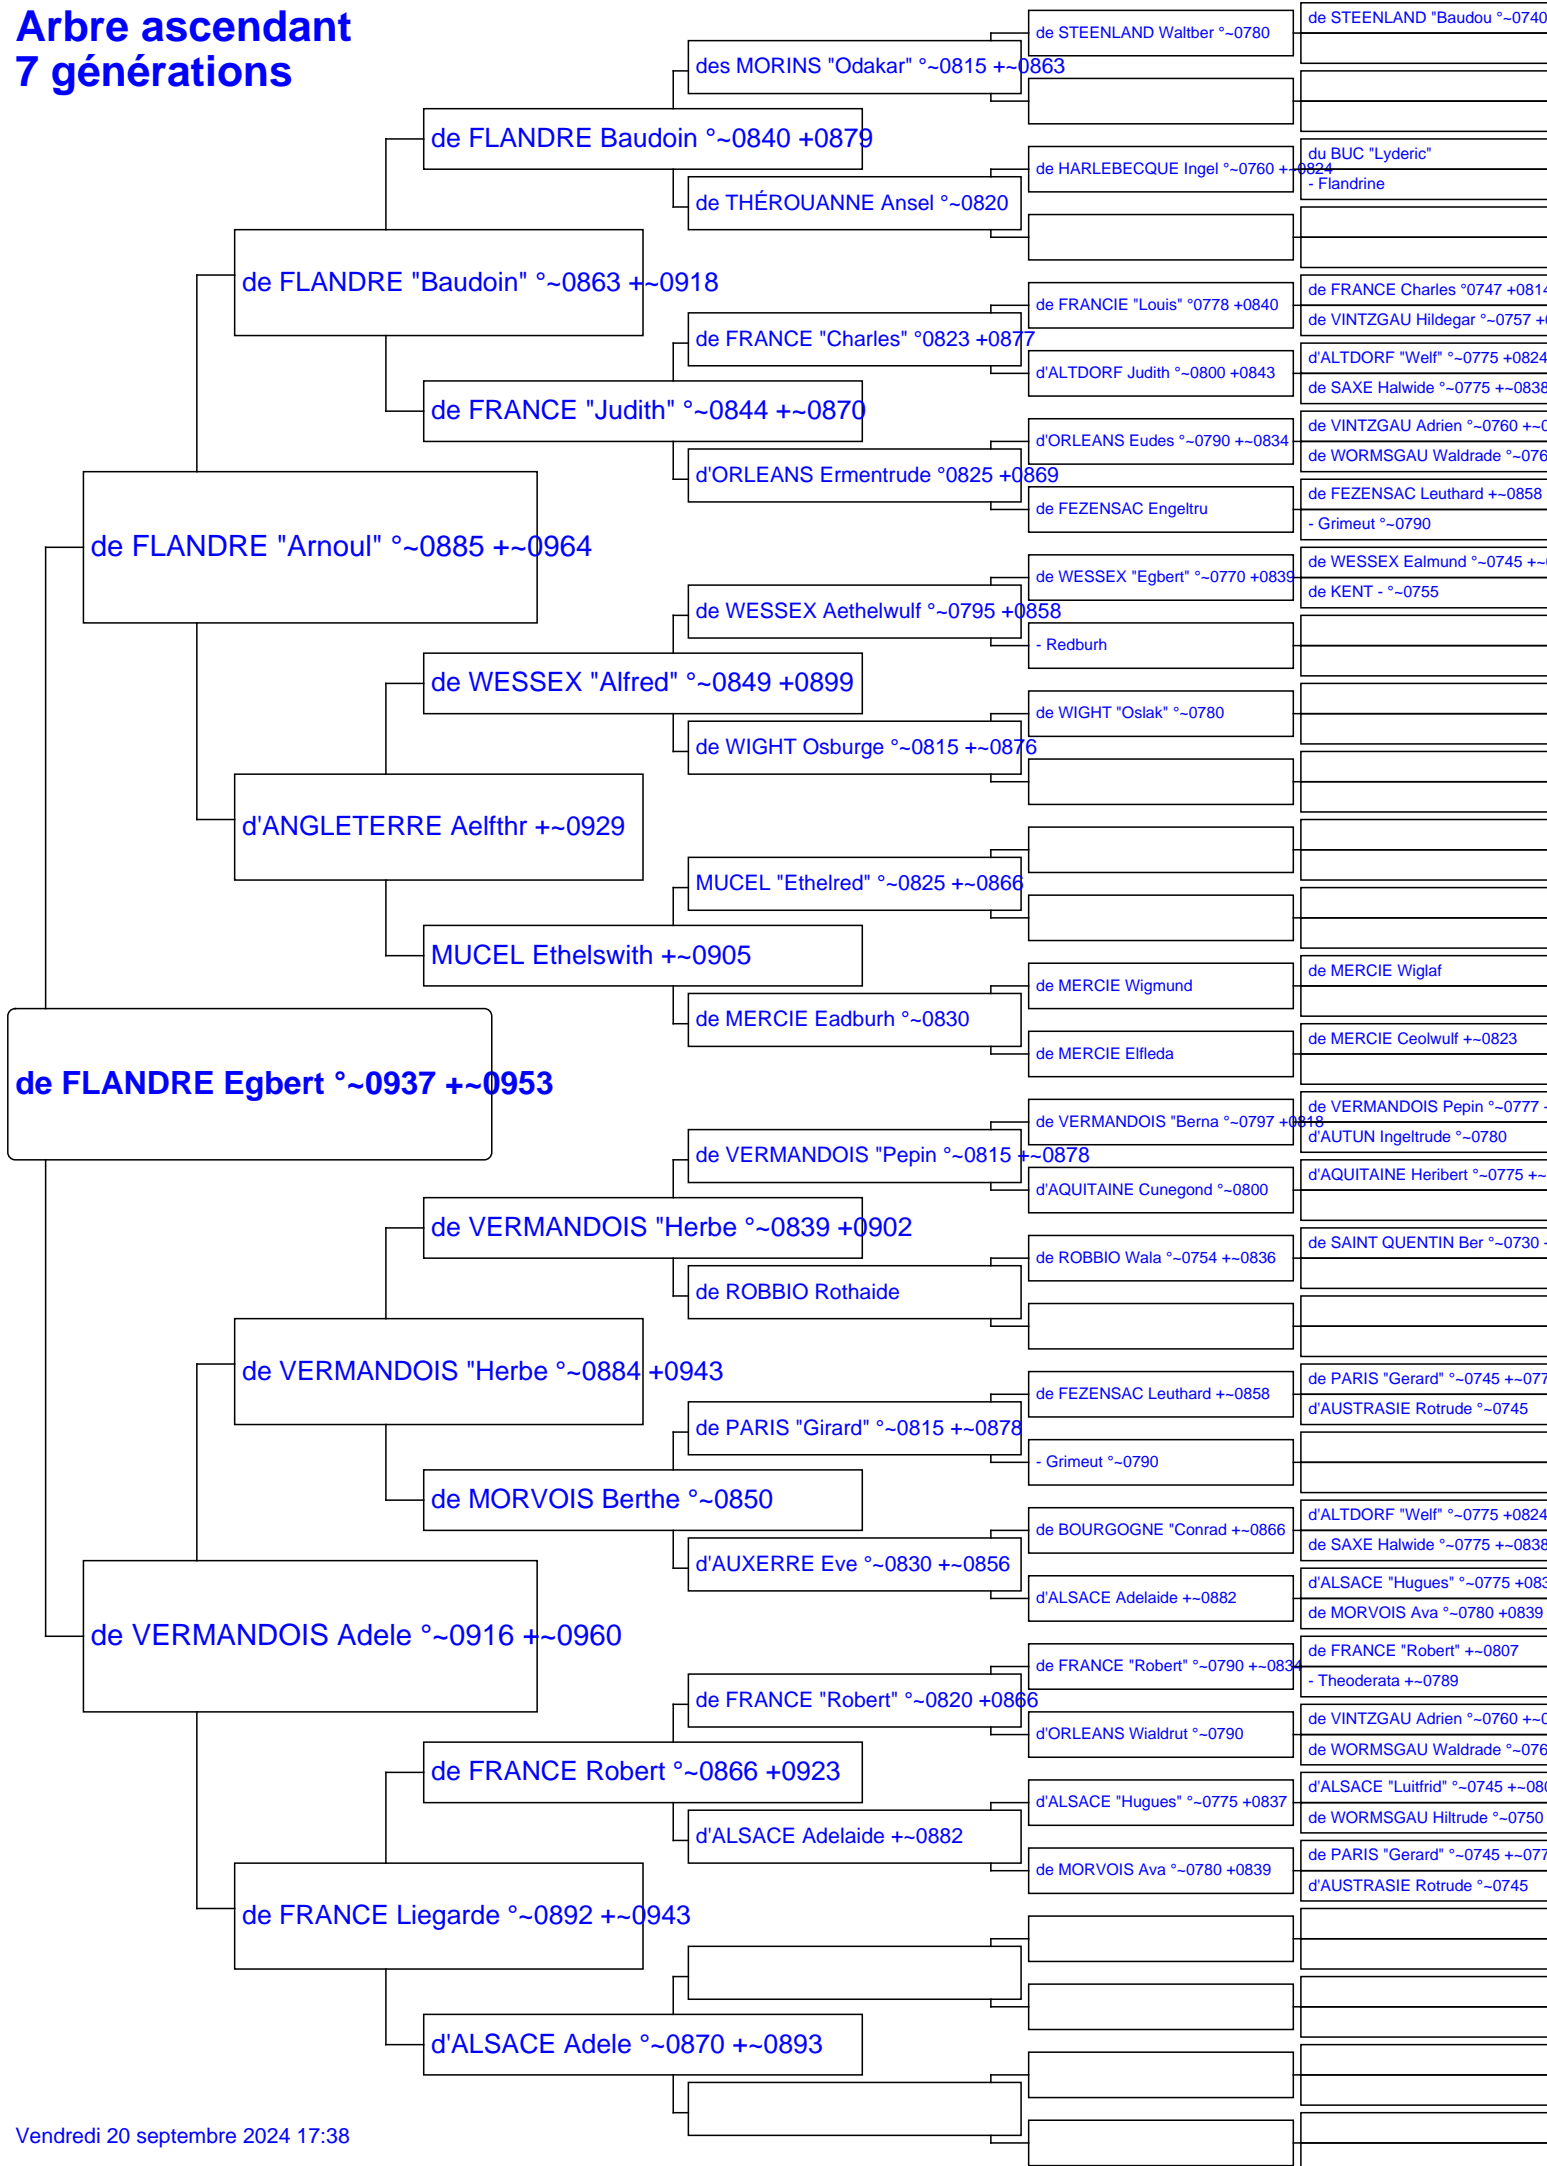 Arbre ascendant
7 générations
de FLANDRE Egbert °~0937 +~0953
de FLANDRE "Arnoul" °~0885 +~0964
de VERMANDOIS Adele °~0916 +~0960
de FLANDRE "Baudoin" °~0863 +~0918
d'ANGLETERRE Aelfthr +~0929
de VERMANDOIS "Herbe °~0884 +0943
de FRANCE Liegarde °~0892 +~0943
de FLANDRE Baudoin °~0840 +0879
de FRANCE "Judith" °~0844 +~0870
de WESSEX "Alfred" °~0849 +0899
MUCEL Ethelswith +~0905
de VERMANDOIS "Herbe °~0839 +0902
de MORVOIS Berthe °~0850
de FRANCE Robert °~0866 +0923
d'ALSACE Adele °~0870 +~0893
des MORINS "Odakar" °~0815 +~0863
de THÉROUANNE Ansel °~0820
de FRANCE "Charles" °0823 +0877
d'ORLEANS Ermentrude °0825 +0869
de WESSEX Aethelwulf °~0795 +0858
de WIGHT Osburge °~0815 +~0876
MUCEL "Ethelred" °~0825 +~0866
de MERCIE Eadburh °~0830
de VERMANDOIS "Pepin °~0815 +~0878
de ROBBIO Rothaide
de PARIS "Girard" °~0815 +~0878
d'AUXERRE Eve °~0830 +~0856
de FRANCE "Robert" °~0820 +0866
d'ALSACE Adelaide +~0882
de STEENLAND Waltber °~0780
de HARLEBECQUE Ingel °~0760 +~0824
de FRANCIE "Louis" °0778 +0840
d'ALTDORF Judith °~0800 +0843
d'ORLEANS Eudes °~0790 +~0834
de FEZENSAC Engeltru
de WESSEX "Egbert" °~0770 +0839
- Redburh
de WIGHT "Oslak" °~0780
de MERCIE Wigmund
de MERCIE Elfleda
de VERMANDOIS "Berna °~0797 +0818
d'AQUITAINE Cunegond °~0800
de ROBBIO Wala °~0754 +~0836
de FEZENSAC Leuthard +~0858
- Grimeut °~0790
de BOURGOGNE "Conrad +~0866
d'ALSACE Adelaide +~0882
de FRANCE "Robert" °~0790 +~0834
d'ORLEANS Wialdrut °~0790
d'ALSACE "Hugues" °~0775 +0837
de MORVOIS Ava °~0780 +0839
de STEENLAND "Baudou °~0740
du BUC "Lyderic"
- Flandrine
de FRANCE Charles °0747 +0814
de VINTZGAU Hildegar °~0757 +0
d'ALTDORF "Welf" °~0775 +0824
de SAXE Halwide °~0775 +~0838
de VINTZGAU Adrien °~0760 +~0
de WORMSGAU Waldrade °~076
de FEZENSAC Leuthard +~0858
- Grimeut °~0790
de WESSEX Ealmund °~0745 +~
de KENT - °~0755
de MERCIE Wiglaf
de MERCIE Ceolwulf +~0823
de VERMANDOIS Pepin °~0777
d'AUTUN Ingeltrude °~0780
d'AQUITAINE Heribert °~0775 +~
de SAINT QUENTIN Ber °~0730
de PARIS "Gerard" °~0745 +~077
d'AUSTRASIE Rotrude °~0745
d'ALTDORF "Welf" °~0775 +0824
de SAXE Halwide °~0775 +~0838
d'ALSACE "Hugues" °~0775 +083
de MORVOIS Ava °~0780 +0839
de FRANCE "Robert" +~0807
- Theoderata +~0789
de VINTZGAU Adrien °~0760 +~0
de WORMSGAU Waldrade °~076
d'ALSACE "Luitfrid" °~0745 +~080
de WORMSGAU Hiltrude °~0750
de PARIS "Gerard" °~0745 +~077
d'AUSTRASIE Rotrude °~0745
Vendredi 20 septembre 2024 17:38